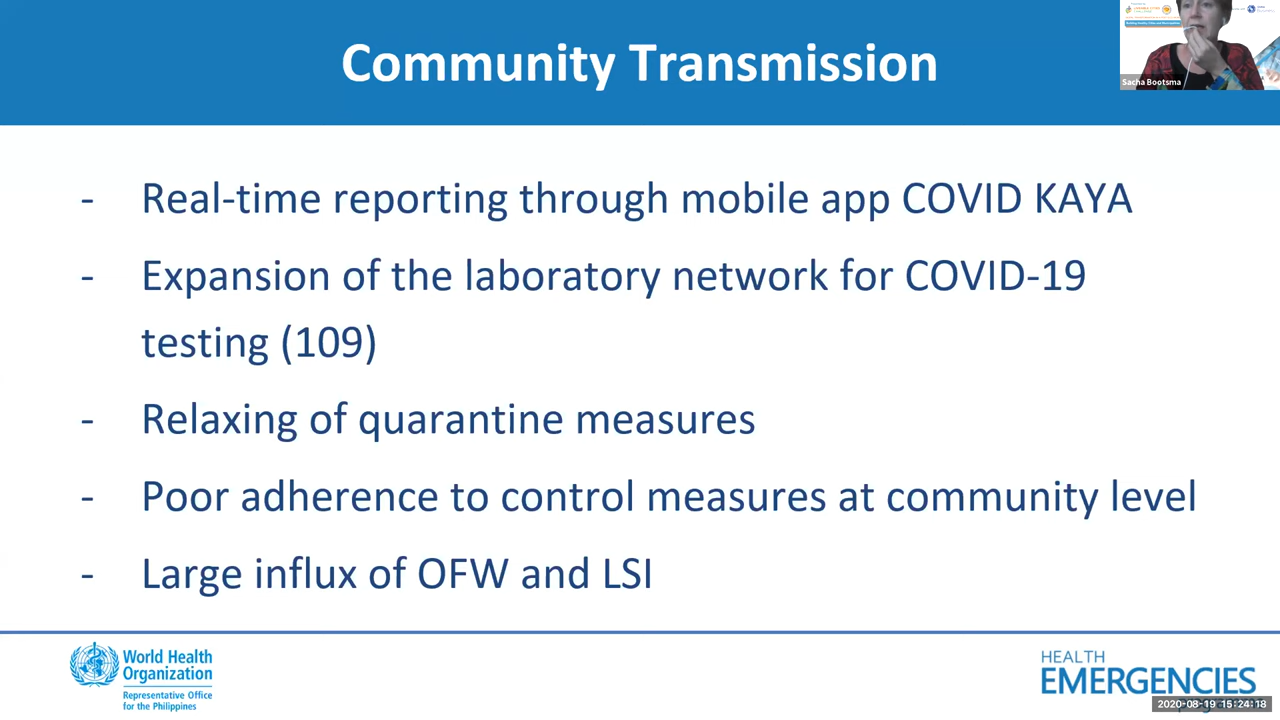 Community Transmission
Sacha Bootsma
- Real-time reporting through mobile app COVID KAYA
- Expansion of the laboratory network for COVID-19
testing (109)
- Relaxing of quarantine measures
- Poor adherence to control measures at community level
- Large influx of OFW and LSI
World Health
Organization
Representative Office
for the Philippines
HEALTH
EMERGENCIES
programme
2020-08-19 15:24:18